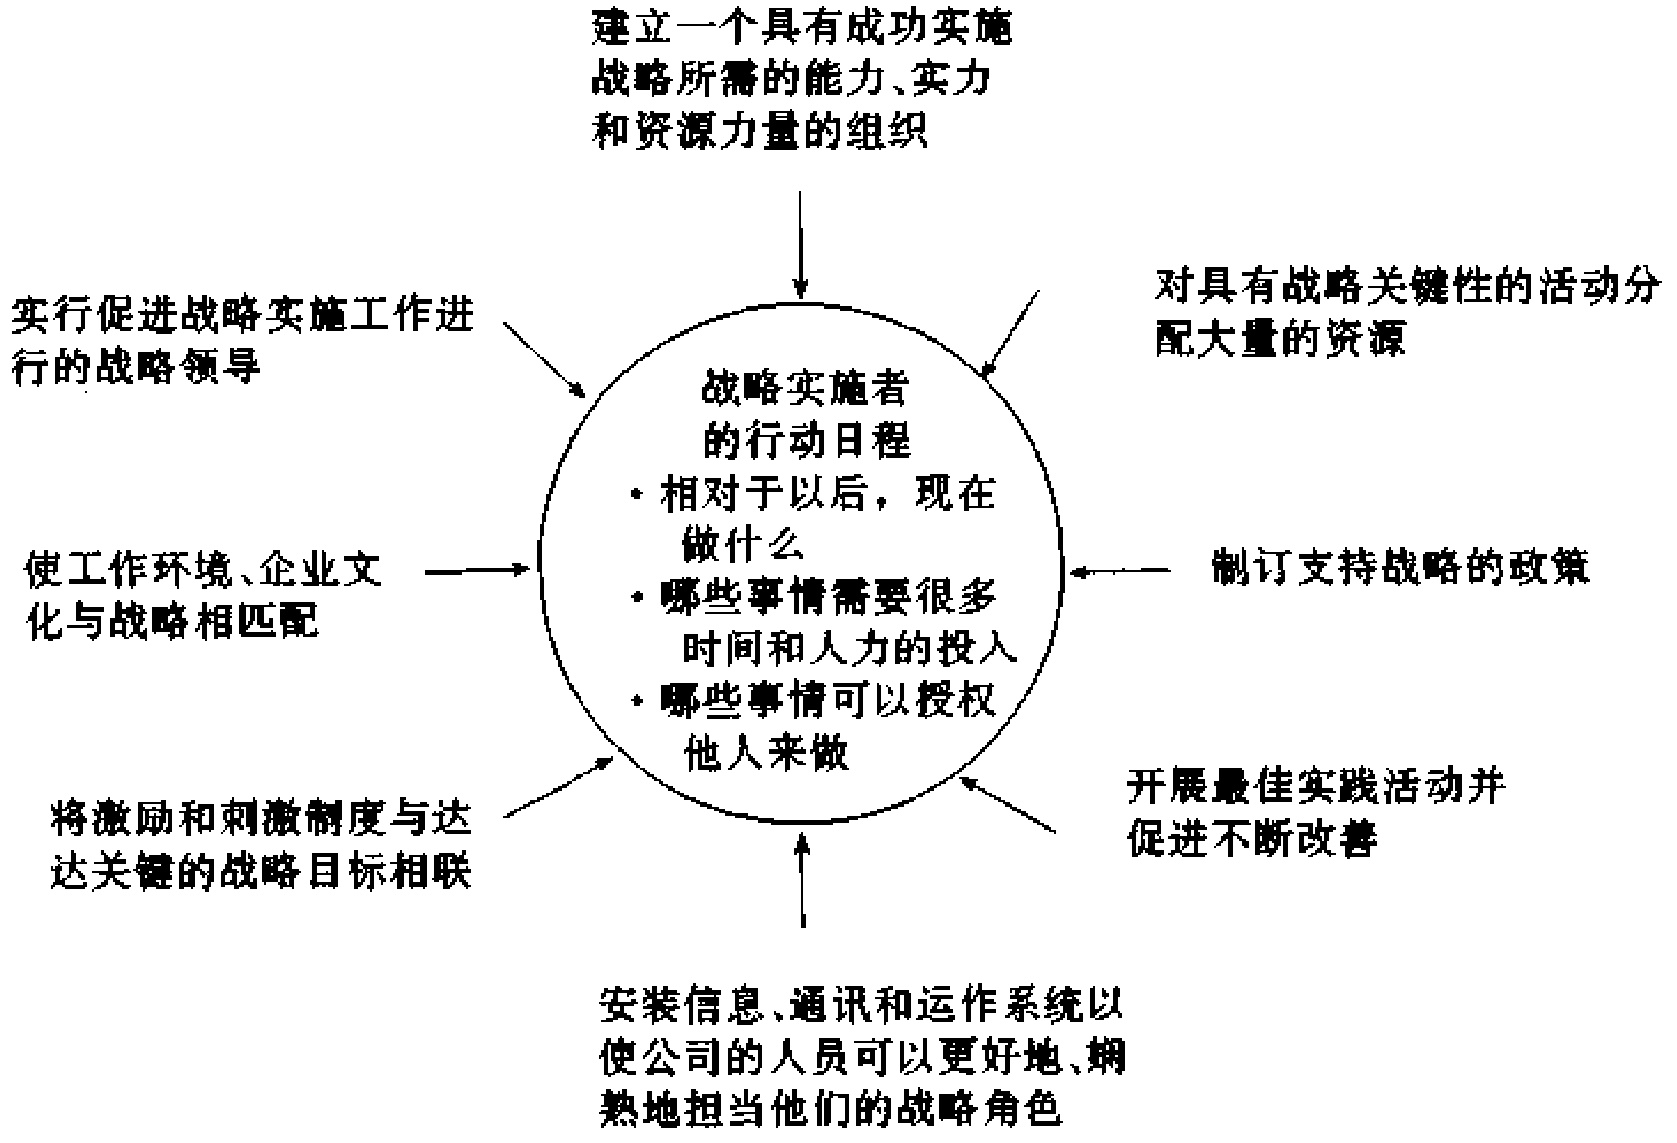 建立一个具有成功实施
战略所需的能力、实力
和资源力量的组织
对具有战略关键性的活动分
配大量的资源
实行促进战略实施工作进
行的战略领导
战略实施者
的行动日程
·相对于以后，现在
做什么
·哪些事情需要很多
时间和人力的投入
·哪些事情可以授权
他人来做
使工作环境、企业文
化与战略相匹配
制订支持战略的政策
将激励和刺激制度与达
达关键的战略目标相联
开展最佳实践活动并
促进不断改善
安装信息、通讯和运作系统以
使公司的人员可以更好地、娴
熟地担当他们的战略角色